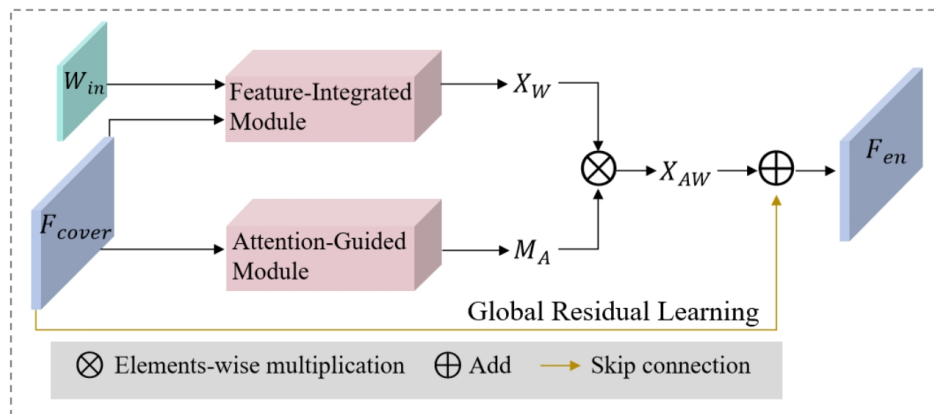 W_in
Feature-Integrated
Module
X_W
F_cover
Attention-Guided
Module
M_A
X_AW
F_en
Global Residual Learning
Elements-wise multiplication
Add
Skip connection